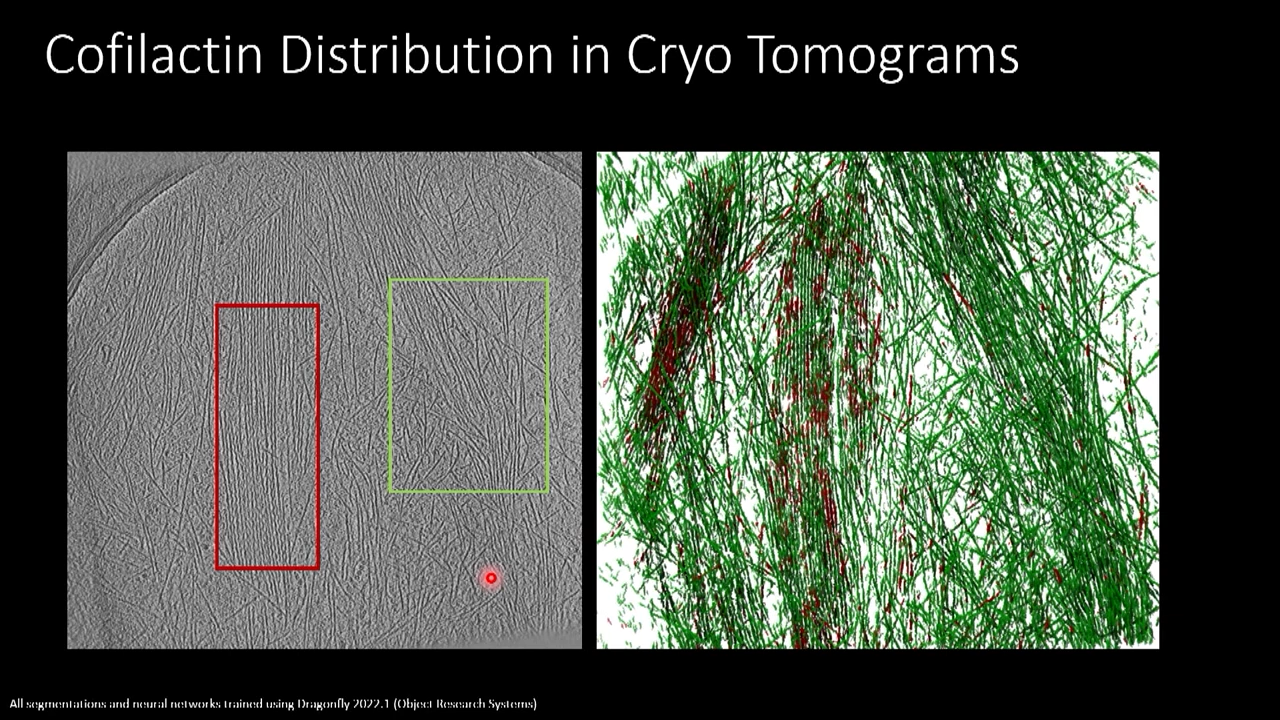 Cofilactin Distribution in Cryo Tomograms
All segmentations and neural networks trained using Dragonfly 2022.1 (Object Research Systems)